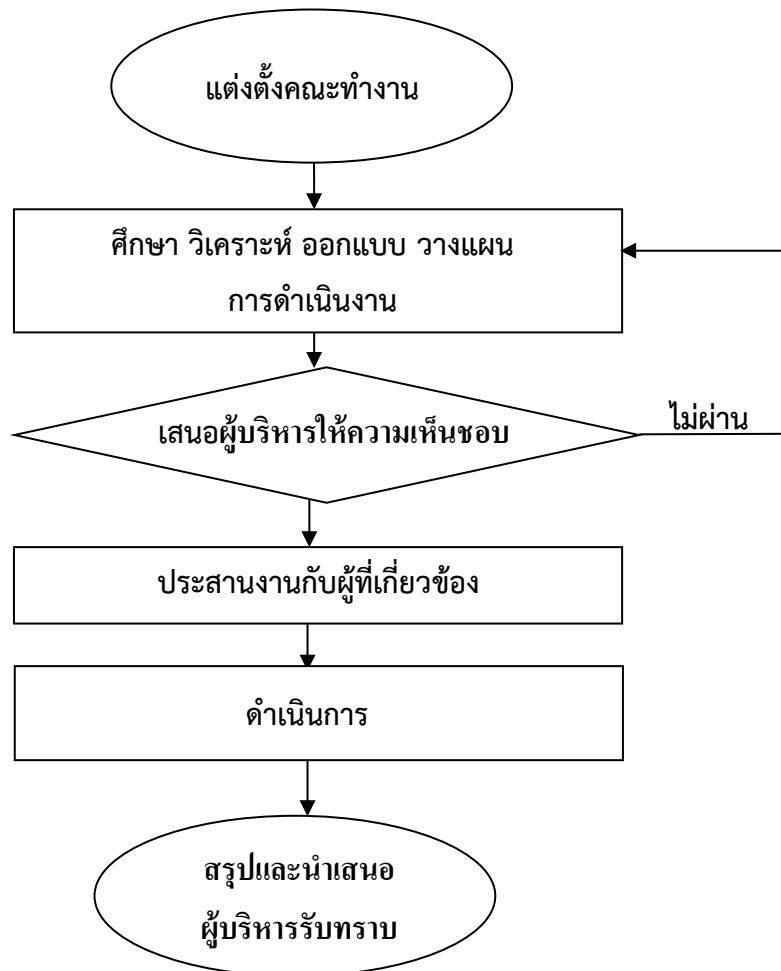 แต่งตั้งคณะทำงาน
ศึกษา วิเคราะห์ ออกแบบ วางแผน
การดำเนินงาน
เสนอผู้บริหารให้ความเห็นชอบ
ไม่ผ่าน
ประสานงานกับผู้ที่เกี่ยวข้อง
ดำเนินการ
สรุปและนำเสนอ
ผู้บริหารรับทราบ